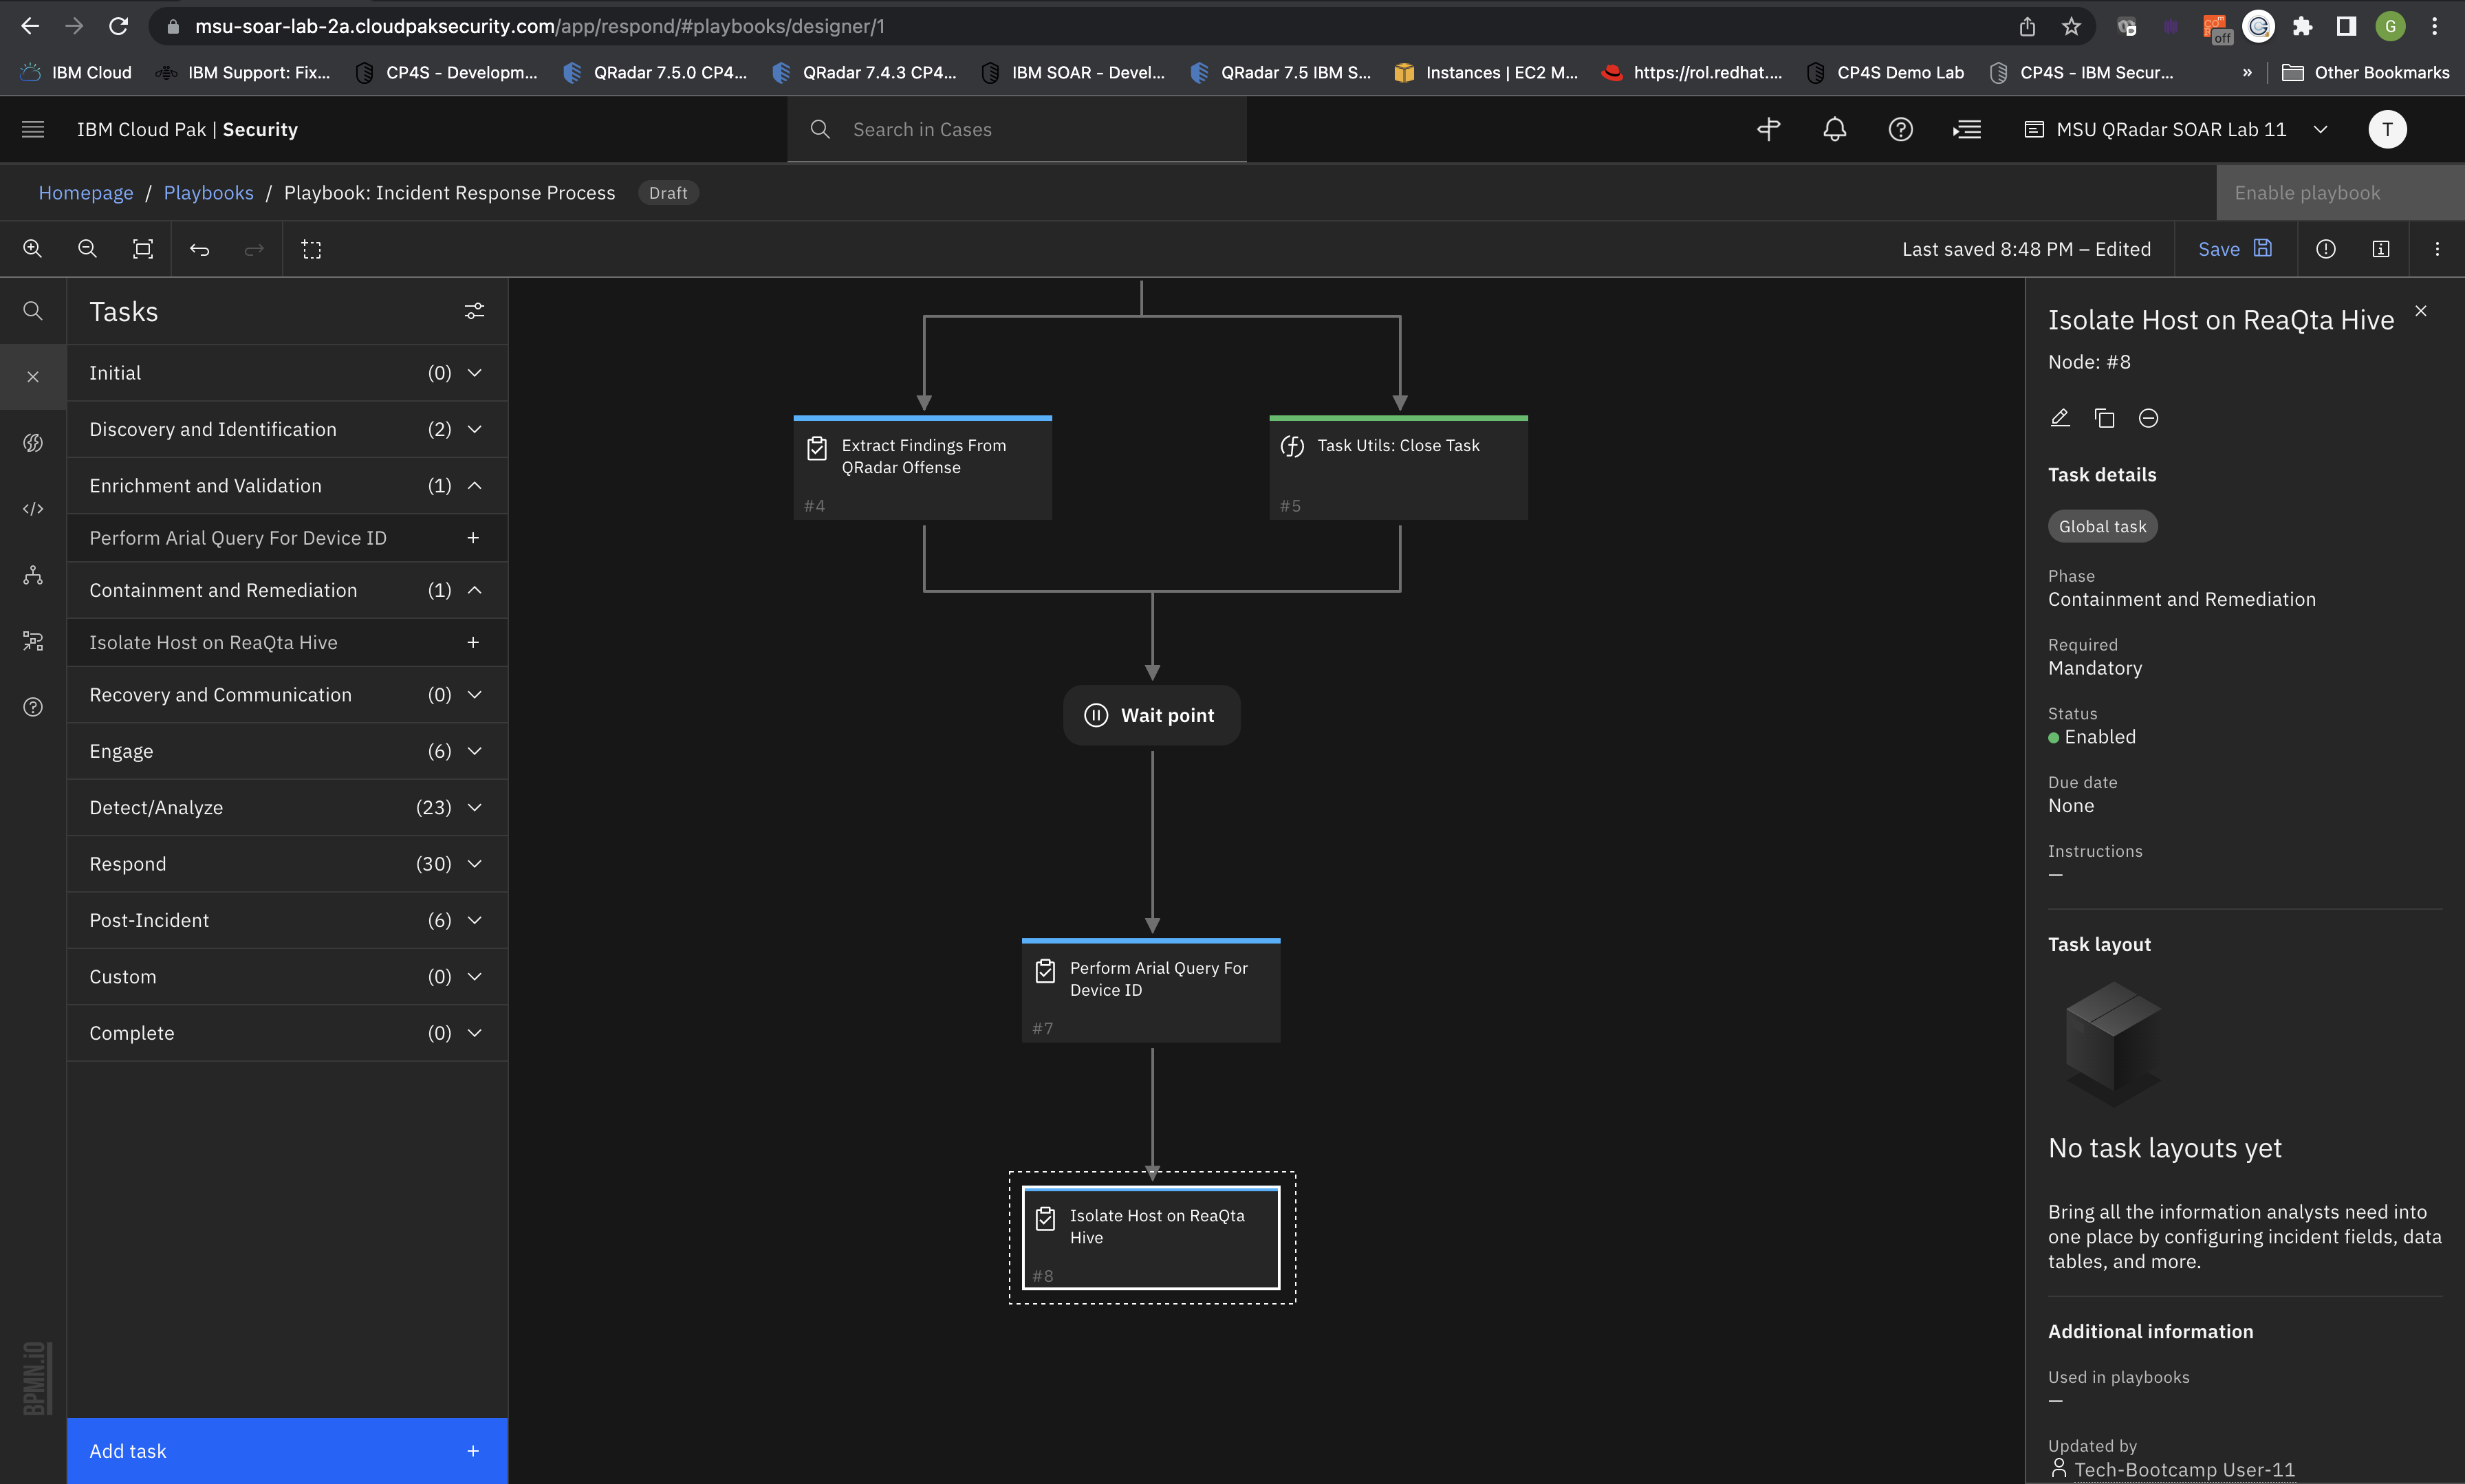 msu-soar-lab-2a.cloudpaksecurity.com/app/respond/#playbooks/designer/1
off
G
IBM Cloud
IBM Support: Fix...
CP4S - Developm...
QRadar 7.5.0 CP4...
QRadar 7.4.3 CP4...
IBM SOAR - Devel...
QRadar 7.5 IBM S...
Instances | EC2 M...
https://rol.redhat....
CP4S Demo Lab
CP4S - IBM Secur...
»
Other Bookmarks
IBM Cloud Pak | Security
Search in Cases
MSU QRadar SOAR Lab 11
T
Homepage / Playbooks / Playbook: Incident Response Process
Draft
Enable playbook
Last saved 8:48 PM – Edited
Save
Tasks
Initial (0)
Discovery and Identification (2)
Enrichment and Validation (1)
Perform Arial Query For Device ID +
Containment and Remediation (1)
Isolate Host on ReaQta Hive +
Recovery and Communication (0)
Engage (6)
Detect/Analyze (23)
Respond (30)
Post-Incident (6)
Custom (0)
Complete (0)
BPMN.iO
Add task +
Extract Findings From
QRadar Offense
#4
Task Utils: Close Task
#5
Wait point
Perform Arial Query For
Device ID
#7
Isolate Host on ReaQta
Hive
#8
Isolate Host on ReaQta Hive
Node: #8
Task details
Global task
Phase
Containment and Remediation
Required
Mandatory
Status
Enabled
Due date
None
Instructions
—
Task layout
No task layouts yet
Bring all the information analysts need into
one place by configuring incident fields, data
tables, and more.
Additional information
Used in playbooks
—
Updated by
Tech-Bootcamp User-11